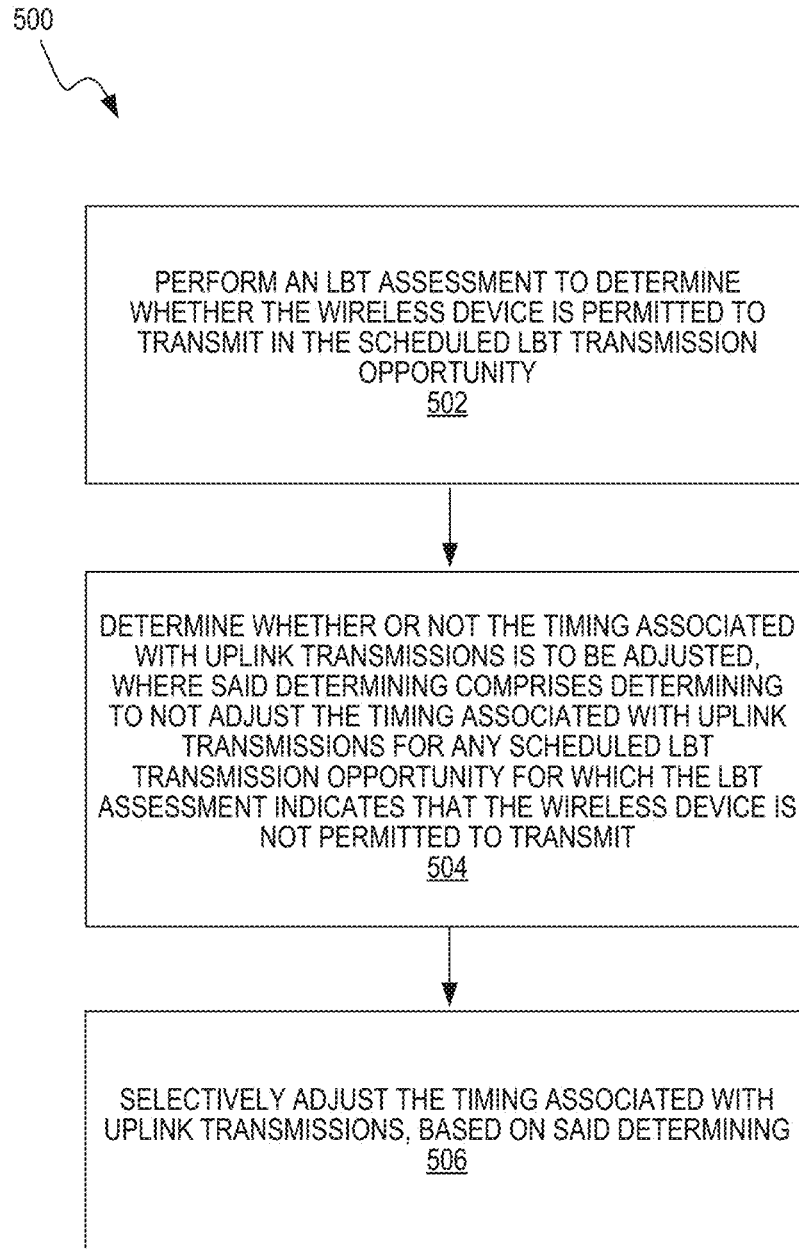 500
PERFORM AN LBT ASSESSMENT TO DETERMINE
WHETHER THE WIRELESS DEVICE IS PERMITTED TO
TRANSMIT IN THE SCHEDULED LBT TRANSMISSION
OPPORTUNITY
502
DETERMINE WHETHER OR NOT THE TIMING ASSOCIATED
WITH UPLINK TRANSMISSIONS IS TO BE ADJUSTED,
WHERE SAID DETERMINING COMPRISES DETERMINING
TO NOT ADJUST THE TIMING ASSOCIATED WITH UPLINK
TRANSMISSIONS FOR ANY SCHEDULED LBT
TRANSMISSION OPPORTUNITY FOR WHICH THE LBT
ASSESSMENT INDICATES THAT THE WIRELESS DEVICE IS
NOT PERMITTED TO TRANSMIT
504
SELECTIVELY ADJUST THE TIMING ASSOCIATED WITH
UPLINK TRANSMISSIONS, BASED ON SAID DETERMINING
506